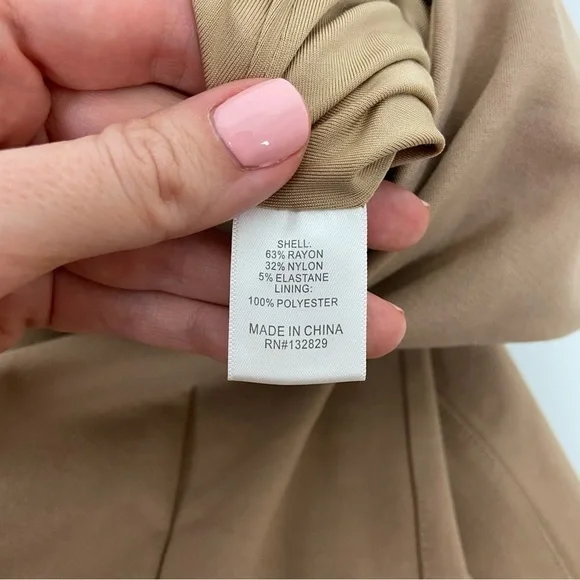 SHELL.
63% RAYON
32% NYLON
5% ELASTANE
LINING:
100% POLYESTER
MADE IN CHINA
RN#132829